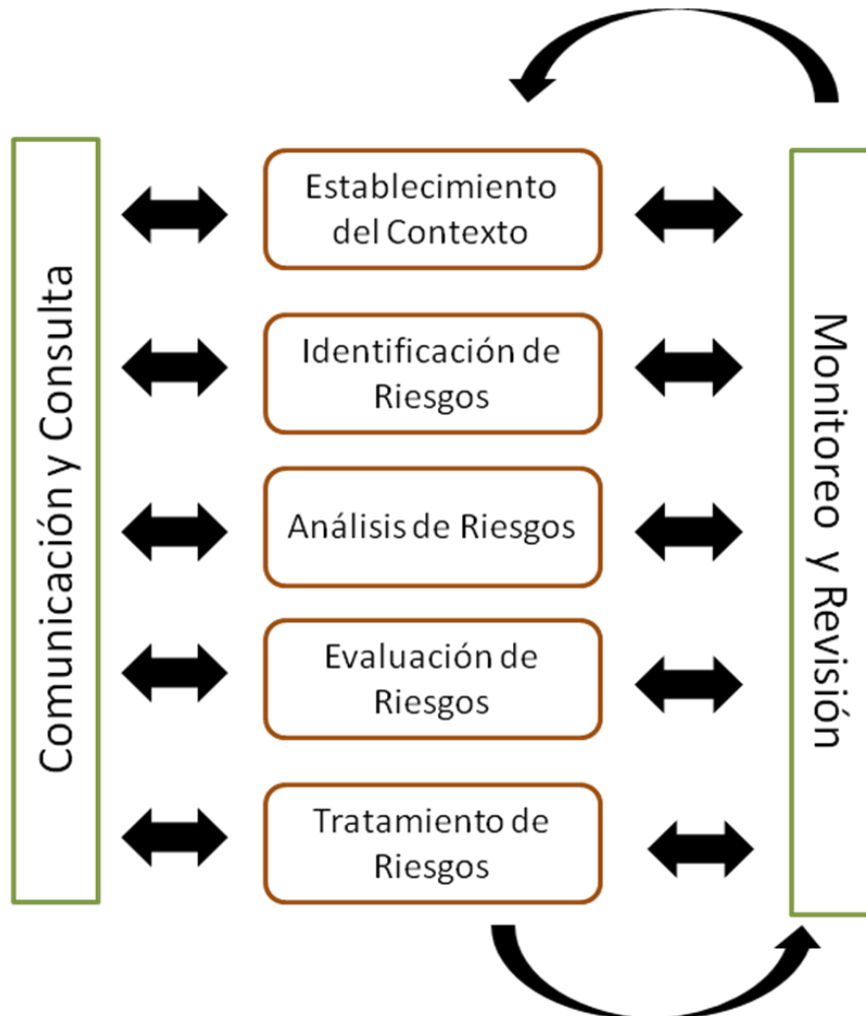 Comunicación y Consulta
Establecimiento
del Contexto
Identificación de
Riesgos
Análisis de Riesgos
Evaluación de
Riesgos
Tratamiento de
Riesgos
Monitoreo y Revisión